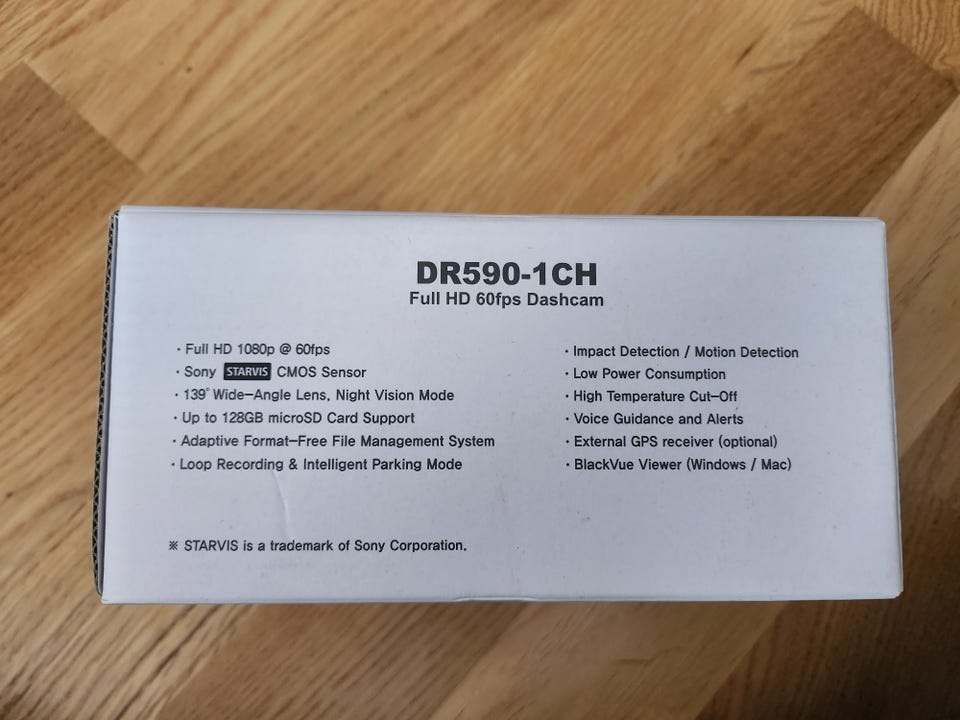 DR590-1CH
Full HD 60fps Dashcam
· Full HD 1080p @ 60fps
· Sony STARVIS CMOS Sensor
· 139° Wide-Angle Lens, Night Vision Mode
· Up to 128GB microSD Card Support
· Adaptive Format-Free File Management System
· Loop Recording & Intelligent Parking Mode
· Impact Detection / Motion Detection
· Low Power Consumption
· High Temperature Cut-Off
· Voice Guidance and Alerts
· External GPS receiver (optional)
· BlackVue Viewer (Windows / Mac)
※ STARVIS is a trademark of Sony Corporation.